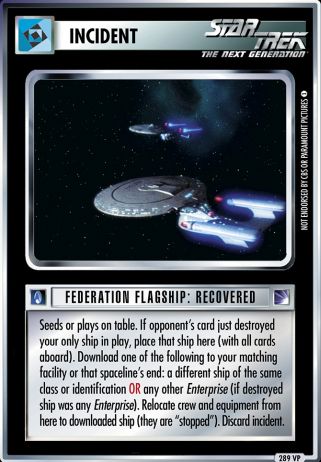 INCIDENT
STAR TREK
THE NEXT GENERATION
NOT ENDORSED BY CBS OR PARAMOUNT PICTURES
FEDERATION FLAGSHIP: RECOVERED
Seeds or plays on table. If opponent's card just destroyed
your only ship in play, place that ship here (with all cards
aboard). Download one of the following to your matching
facility or that spaceline's end: a different ship of the same
class or identification OR any other Enterprise (if destroyed
ship was any Enterprise). Relocate crew and equipment from
here to downloaded ship (they are "stopped"). Discard incident.
289 VP